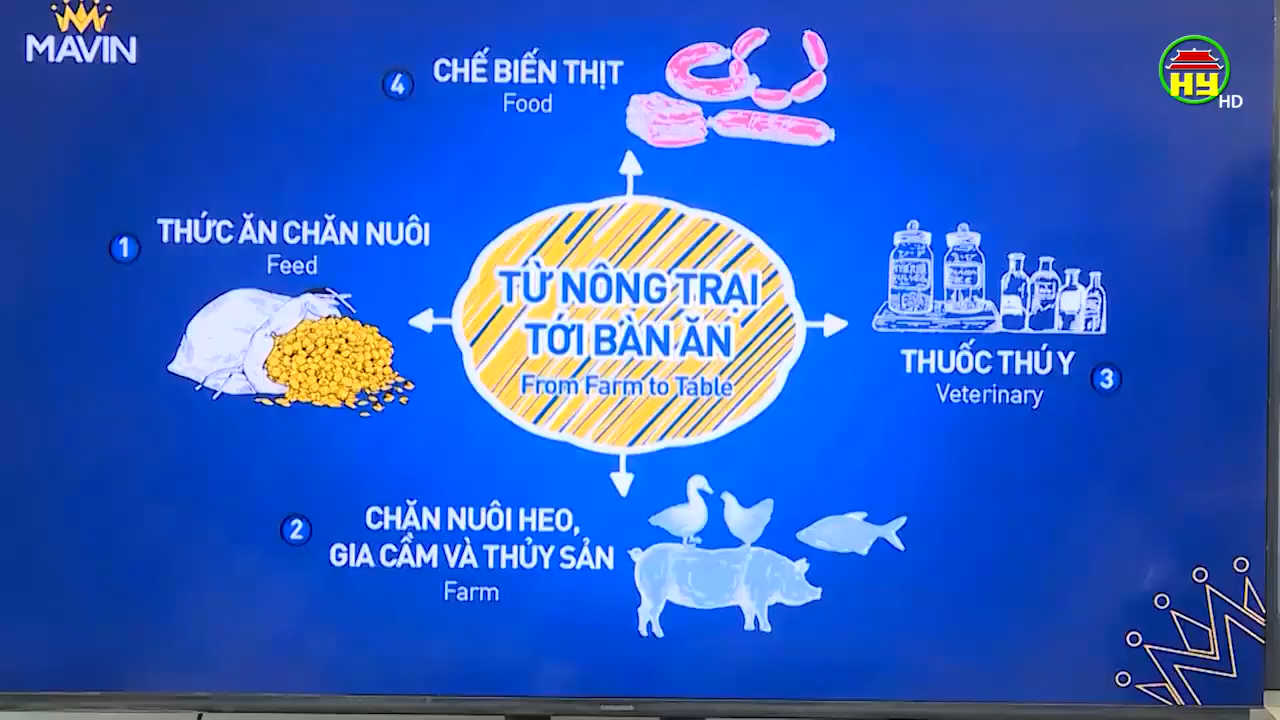 MAVIN
HY
HD
4
CHẾ BIẾN THỊT
Food
1
THỨC ĂN CHĂN NUÔI
Feed
TỪ NÔNG TRẠI
TỚI BÀN ĂN
From Farm to Table
THUỐC THÚ Y
Veterinary
3
2
CHĂN NUÔI HEO,
GIA CẦM VÀ THỦY SẢN
Farm